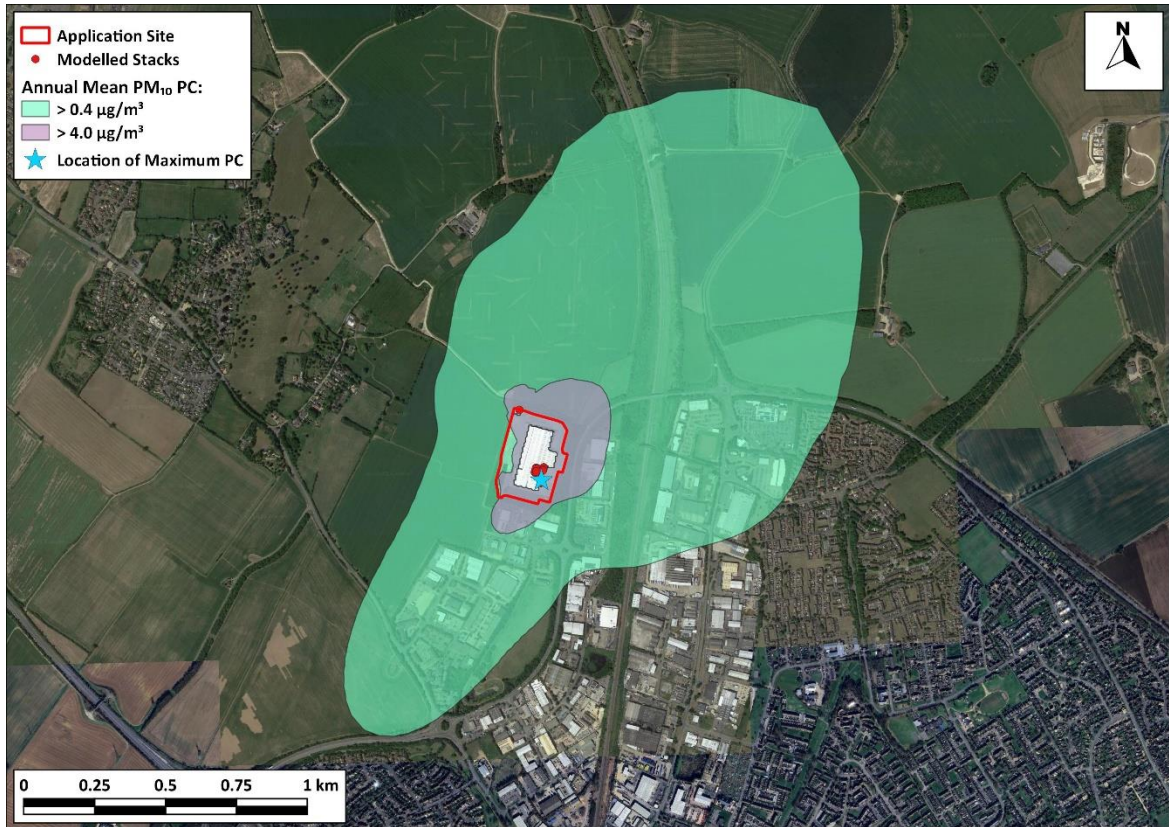 Application Site
Modelled Stacks
Annual Mean PM₁₀ PC:
> 0.4 µg/m³
> 4.0 µg/m³
Location of Maximum PC
N
0 0.25 0.5 0.75 1 km